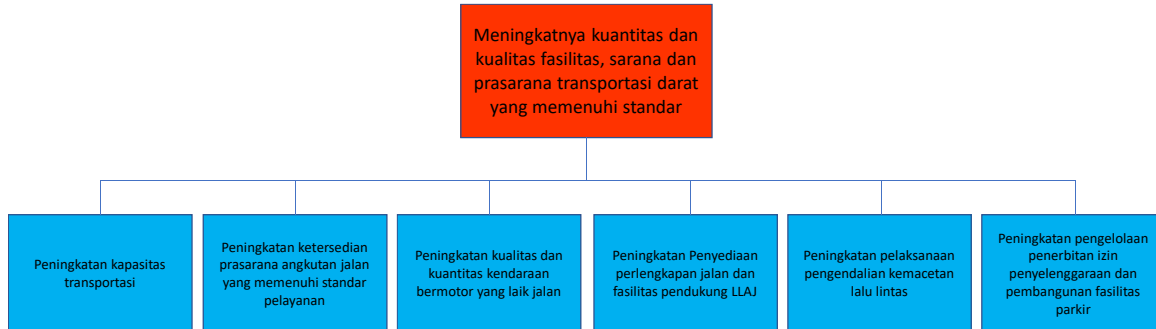 Meningkatnya kuantitas dan
kualitas fasilitas, sarana dan
prasarana transportasi darat
yang memenuhi standar
Peningkatan kapasitas
transportasi
Peningkatan ketersedian
prasarana angkutan jalan
yang memenuhi standar
pelayanan
Peningkatan kualitas dan
kuantitas kendaraan
bermotor yang laik jalan
Peningkatan Penyediaan
perlengkapan jalan dan
fasilitas pendukung LLAJ
Peningkatan pelaksanaan
pengendalian kemacetan
lalu lintas
Peningkatan pengelolaan
penerbitan izin
penyelenggaraan dan
pembangunan fasilitas
parkir